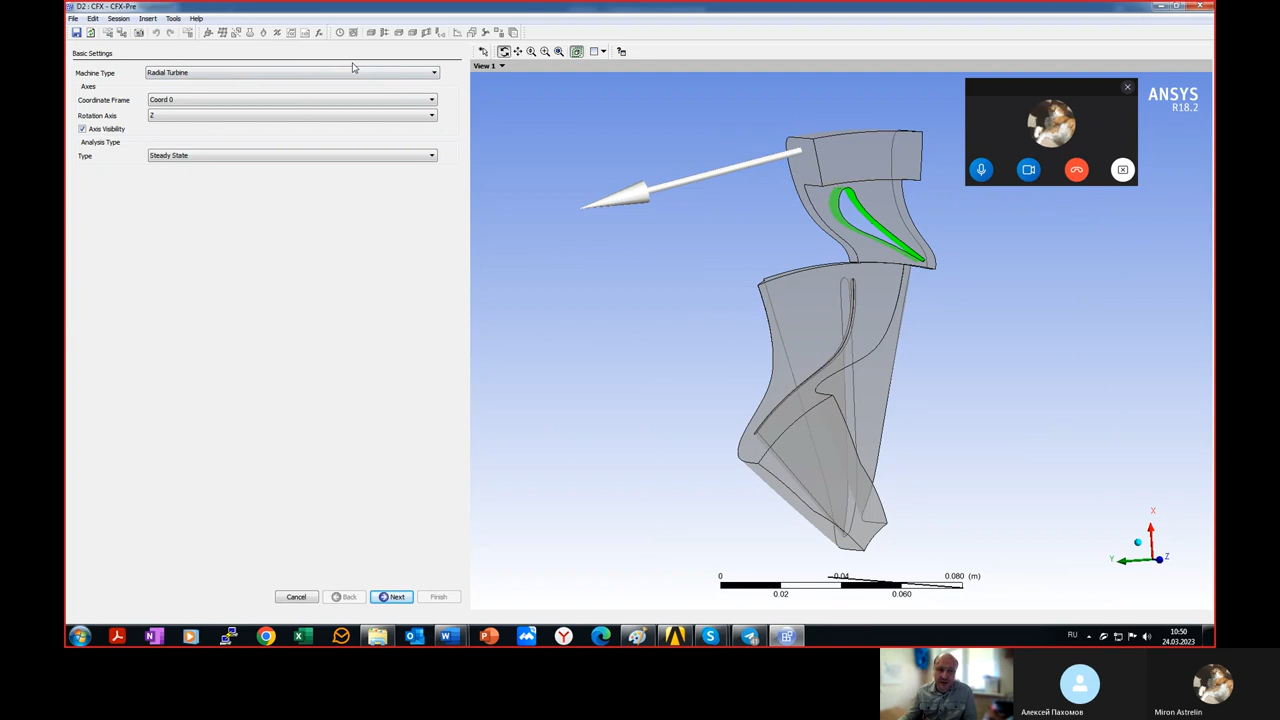 D2 : CFX - CFX-Pre
File Edit Session Insert Tools Help
Basic Settings
Machine Type Radial Turbine
Axes
Coordinate Frame Coord 0
Rotation Axis Z
Axis Visibility
Analysis Type
Type Steady State
Cancel Back Next Finish
View 1
ANSYS
R18.2
X
Y Z
0 0.04 0.080 (m)
0.02 0.060
RU 10:50
24.03.2023
Алексей Пахомов Miron Astrelin